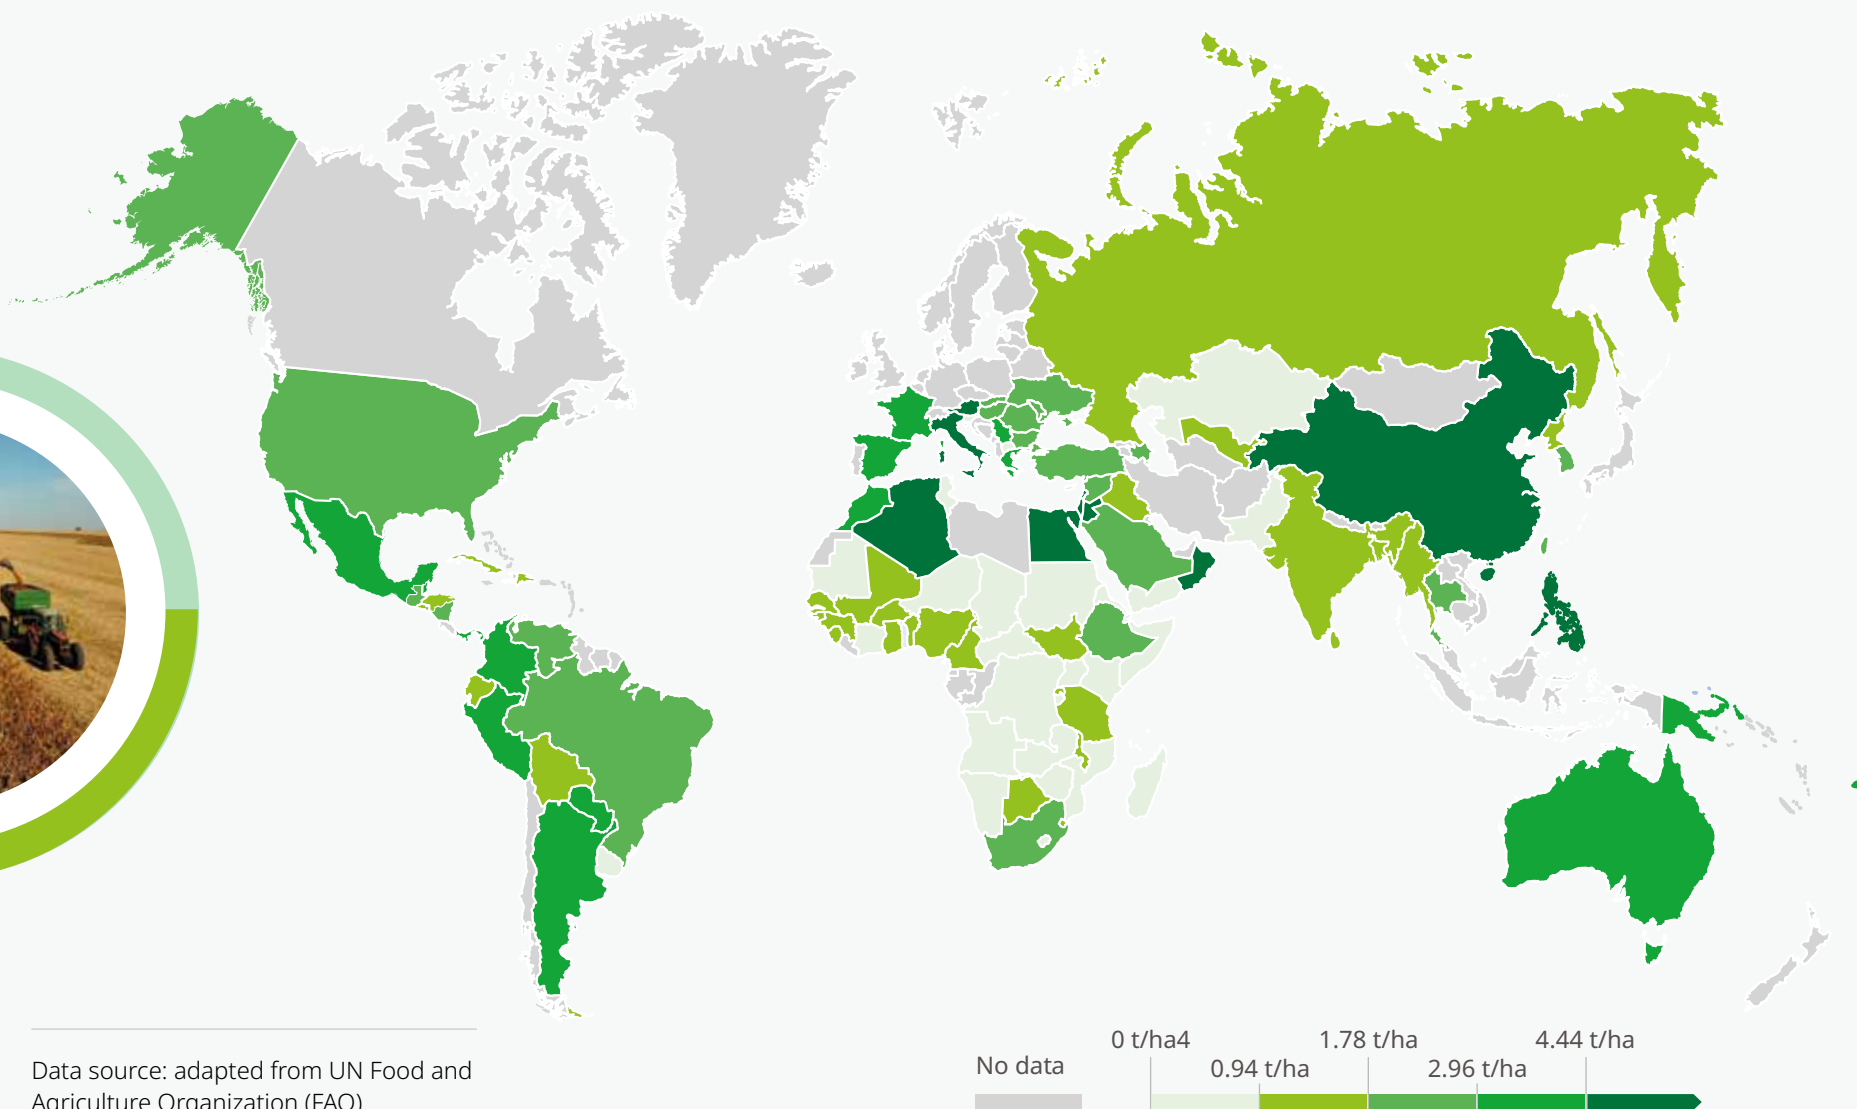 Data source: adapted from UN Food and
Agriculture Organization (FAO)
0 t/ha4 1.78 t/ha 4.44 t/ha
No data 0.94 t/ha 2.96 t/ha